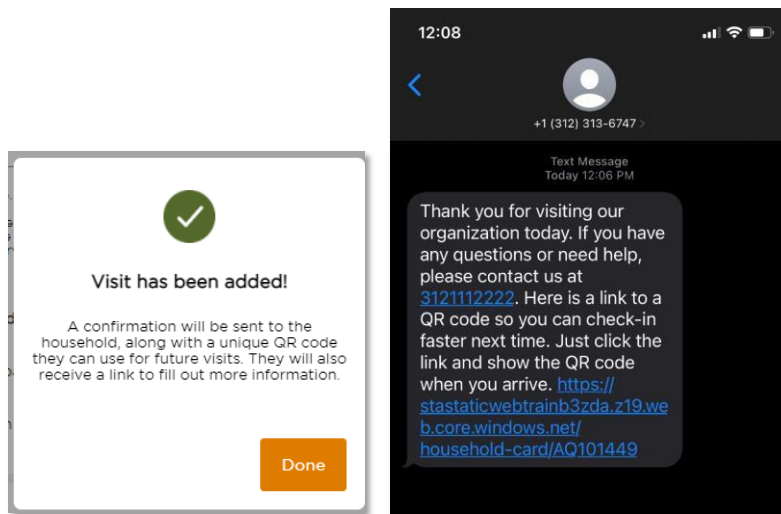 Visit has been added!
A confirmation will be sent to the
household, along with a unique QR code
they can use for future visits. They will also
receive a link to fill out more information.
Done
12:08
+1 (312) 313-6747 >
Text Message
Today 12:06 PM
Thank you for visiting our
organization today. If you have
any questions or need help,
please contact us at
3121112222. Here is a link to a
QR code so you can check-in
faster next time. Just click the
link and show the QR code
when you arrive. https://
stastaticwebtrainb3zda.z19.we
b.core.windows.net/
household-card/AQ101449